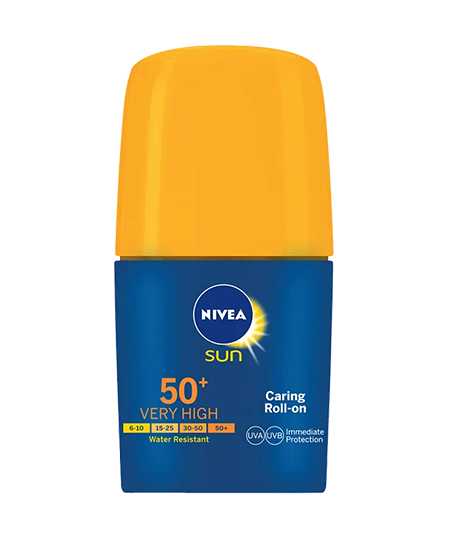 NIVEA
sun
50+
VERY HIGH
6-10 15-25 30-50 50+
Water Resistant
Caring
Roll-on
UVA UVB Immediate
Protection